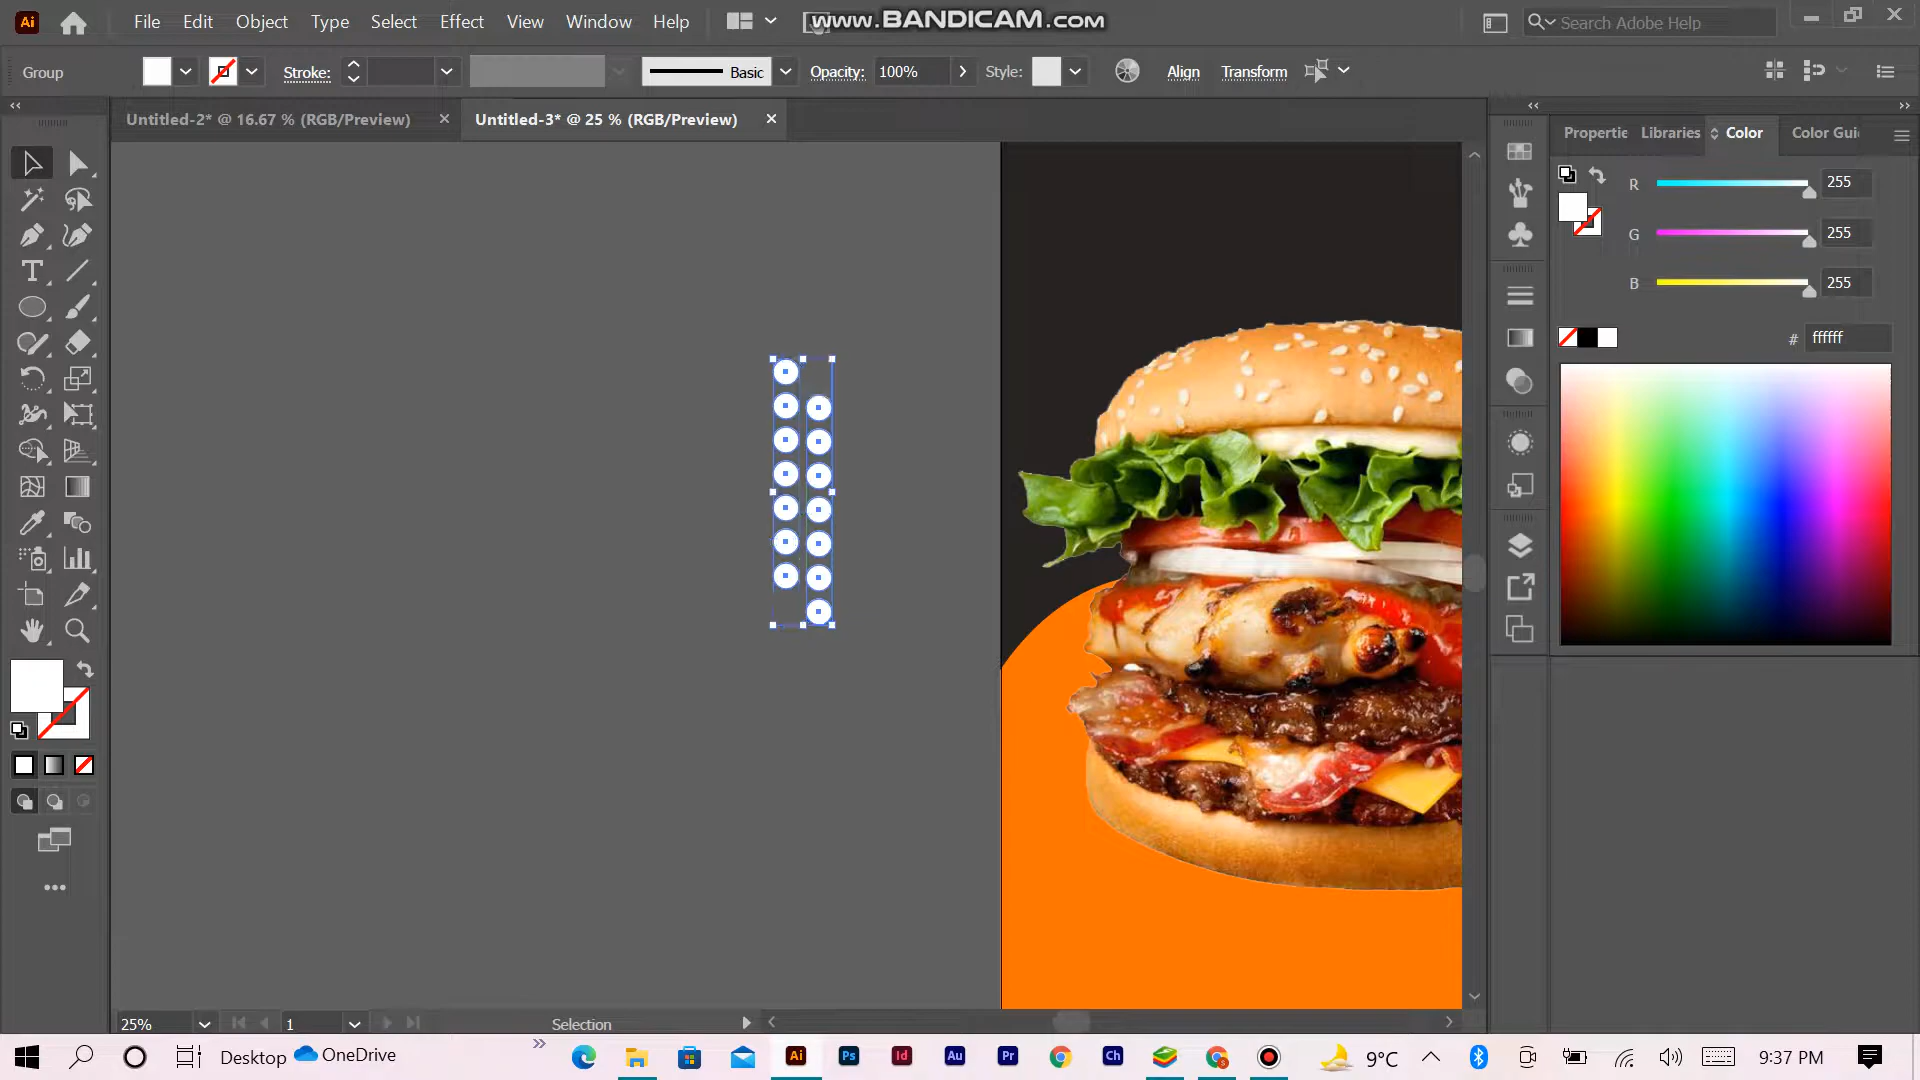 Ai File Edit Object Type Select Effect View Window Help www.BANDICAM.com Search Adobe Help
Group Stroke: Basic Opacity: 100% Style: Align Transform
Untitled-2* @ 16.67 % (RGB/Preview) Untitled-3* @ 25 % (RGB/Preview)
Propertie Libraries Color Color Gui
R 255
G 255
B 255
# ffffff
25% 1 Selection
Desktop OneDrive Ai Ps Id Au Pr Ch 9°C 9:37 PM